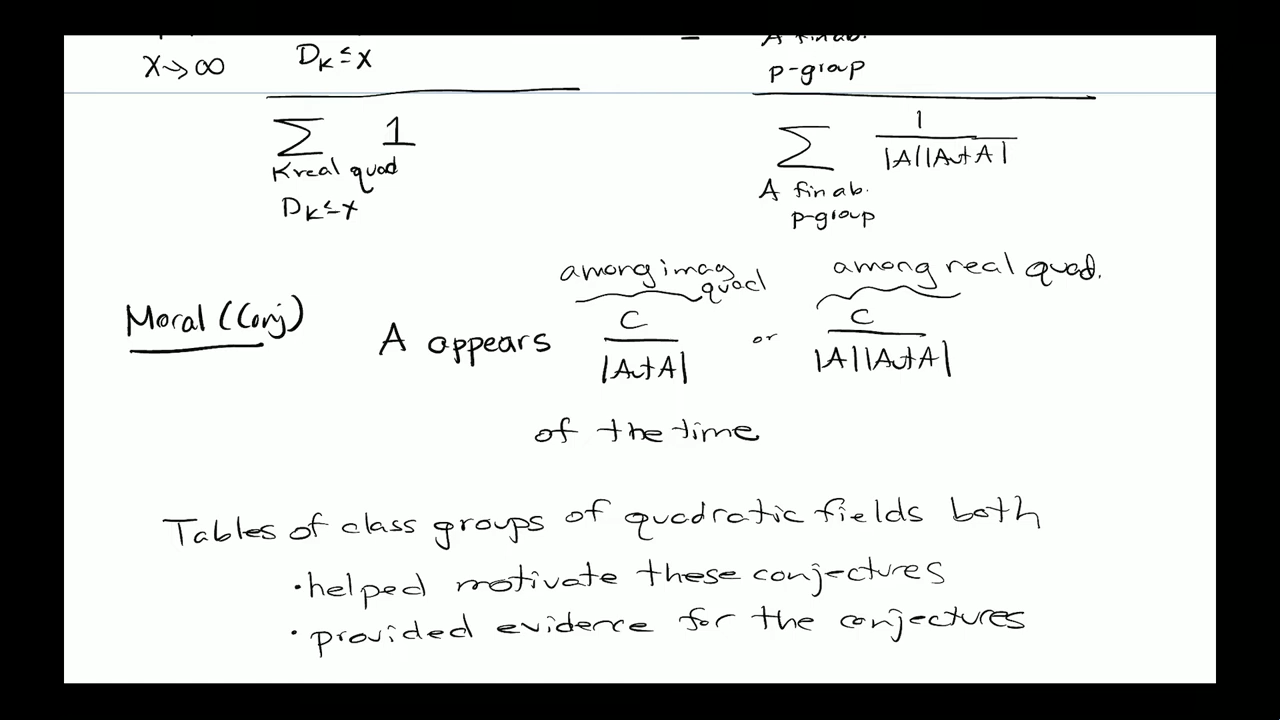 X→∞ D_K ≤ X = A fin ab. p-group
∑ 1 ∑ 1/|A||Aut A|
K real quad A fin ab.
D_K ≤ X p-group
among imag quad among real quad.
Moral (Conj) A appears C/|Aut A| or C/|A||Aut A|
of the time
Tables of class groups of quadratic fields both
• helped motivate these conjectures
• provided evidence for the conjectures